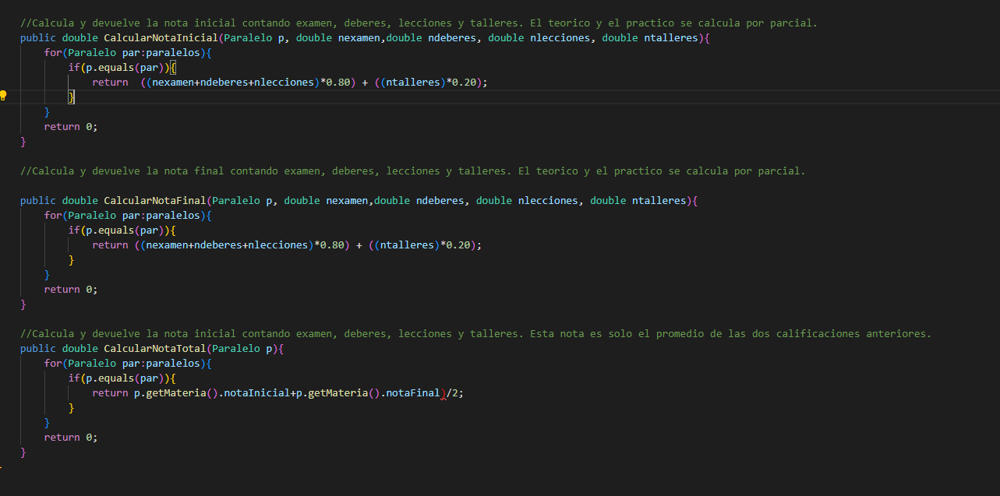 //Calcula y devuelve la nota inicial contando examen, deberes, lecciones y talleres. El teorico y el practico se calcula por parcial.
public double CalcularNotaInicial(Paralelo p, double nexamen,double ndeberes, double nlecciones, double ntalleres){
    for(Paralelo par:paralelos){
        if(p.equals(par)){
            return  ((nexamen+ndeberes+nlecciones)*0.80) + ((ntalleres)*0.20);
        }
    }
    return 0;
}

//Calcula y devuelve la nota final contando examen, deberes, lecciones y talleres. El teorico y el practico se calcula por parcial.

public double CalcularNotaFinal(Paralelo p, double nexamen,double ndeberes, double nlecciones, double ntalleres){
    for(Paralelo par:paralelos){
        if(p.equals(par)){
            return ((nexamen+ndeberes+nlecciones)*0.80) + ((ntalleres)*0.20);
        }
    }
    return 0;
}

//Calcula y devuelve la nota inicial contando examen, deberes, lecciones y talleres. Esta nota es solo el promedio de las dos calificaciones anteriores.
public double CalcularNotaTotal(Paralelo p){
    for(Paralelo par:paralelos){
        if(p.equals(par)){
            return p.getMateria().notaInicial+p.getMateria().notaFinal)/2;
        }
    }
    return 0;
}